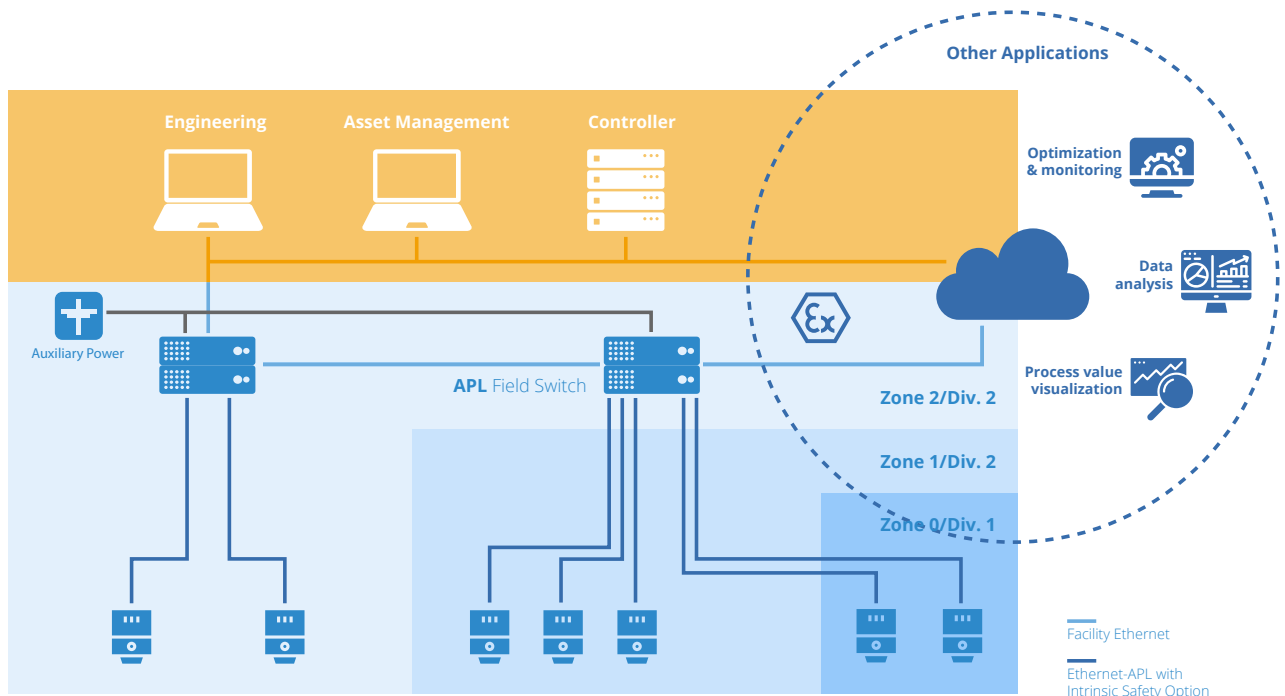 Other Applications
Engineering
Asset Management
Controller
Optimization
& monitoring
Data
analysis
Ex
Auxiliary Power
APL Field Switch
Process value
visualization
Zone 2/Div. 2
Zone 1/Div. 2
Zone 0/Div. 1
Facility Ethernet
Ethernet-APL with
Intrinsic Safety Option